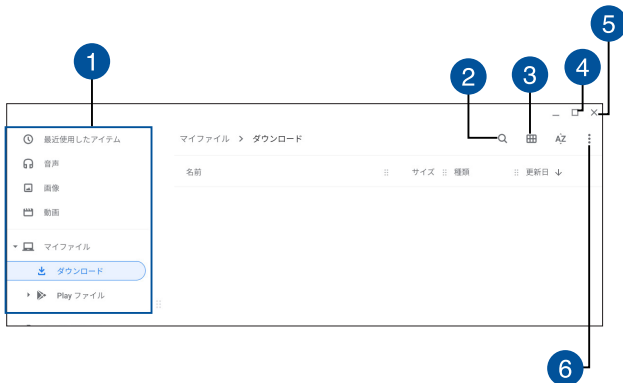 1
2
3
4
5
最近使用したアイテム
音声
画像
動画
マイファイル
ダウンロード
Play ファイル
マイファイル > ダウンロード
AZ
名前 サイズ 種類 更新日 ↓
6